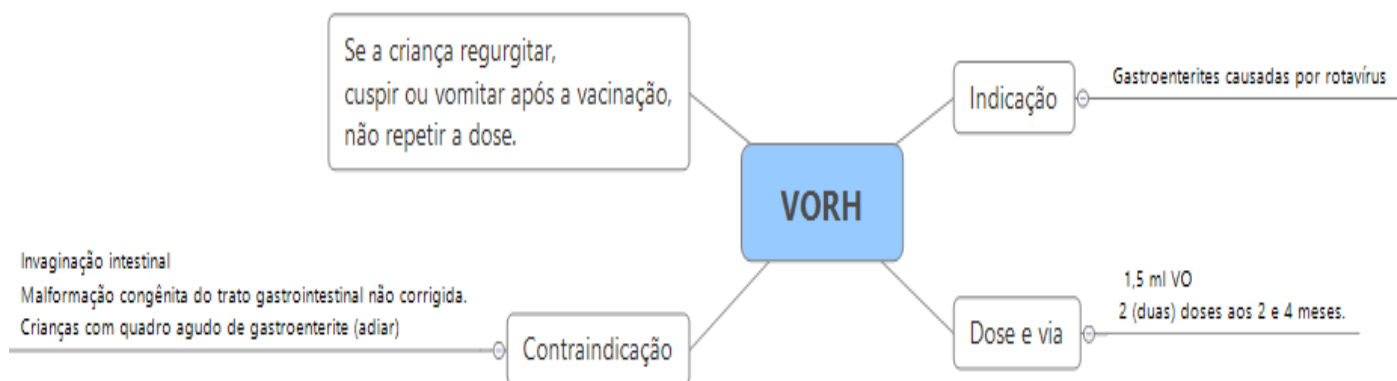 Se a criança regurgitar,
cuspir ou vomitar após a vacinação,
não repetir a dose.
Indicação
Gastroenterites causadas por rotavírus
VORH
Invaginação intestinal
Malformação congênita do trato gastrointestinal não corrigida.
Crianças com quadro agudo de gastroenterite (adiar)
Contraindicação
Dose e via
1,5 ml VO
2 (duas) doses aos 2 e 4 meses.